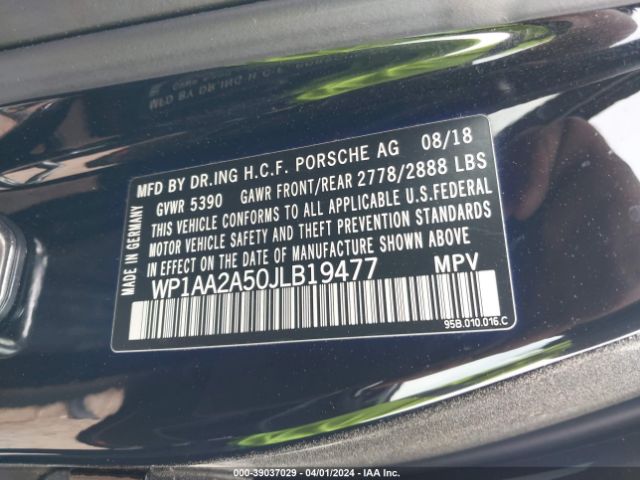 MFD BY DR.ING H.C.F. PORSCHE AG 08/18
GVWR 5390 GAWR FRONT/REAR 2778/2888 LBS
THIS VEHICLE CONFORMS TO ALL APPLICABLE U.S.FEDERAL
MOTOR VEHICLE SAFETY AND THEFT PREVENTION STANDARDS
IN EFFECT ON THE DATE OF MANUFACTURE SHOWN ABOVE
WP1AA2A50JLB19477 MPV
MADE IN GERMANY
95B.010.016.C
000-39037029 - 04/01/2024 - IAA Inc.